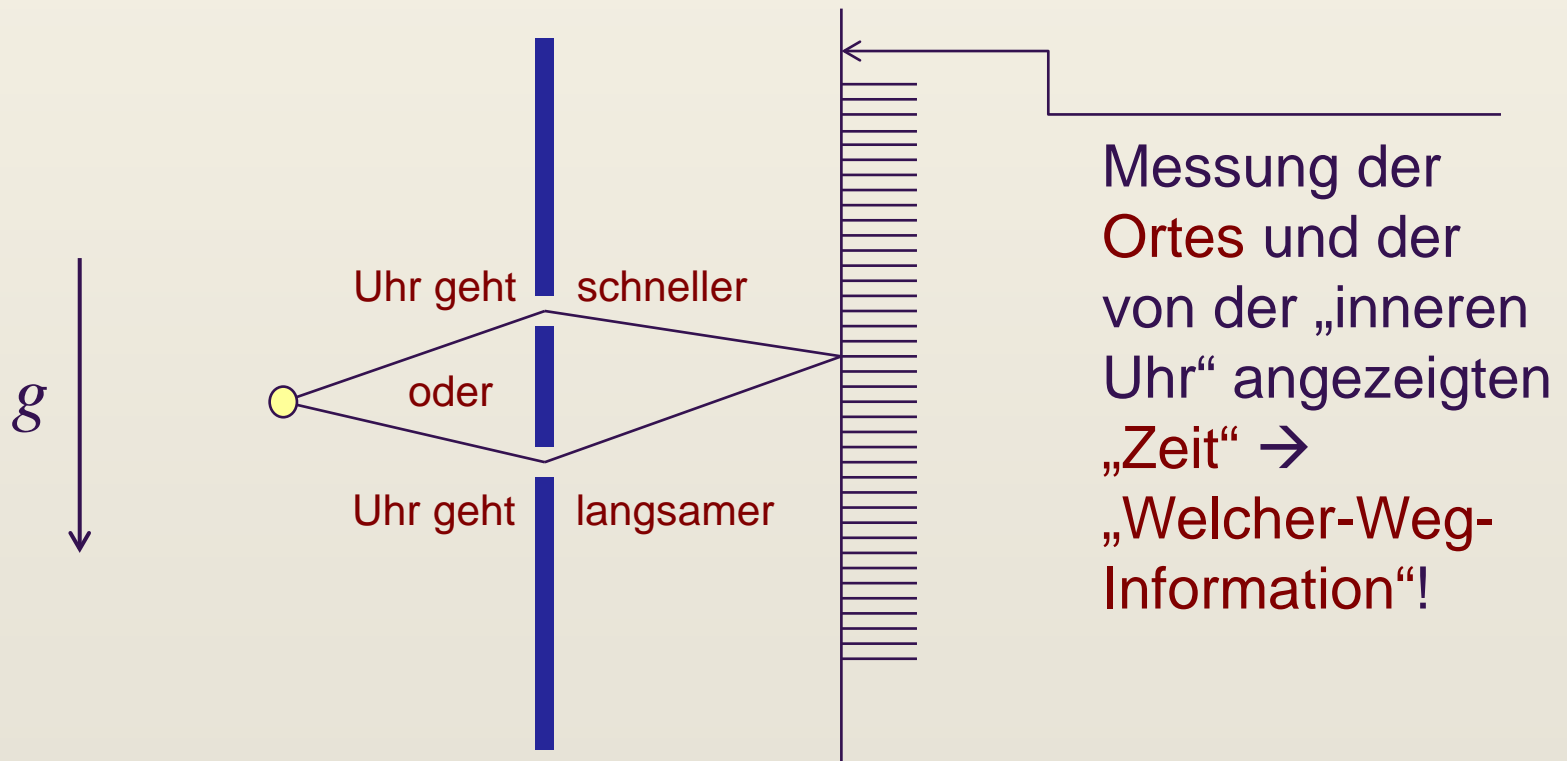 g
Uhr geht schneller
oder
Uhr geht langsamer
Messung der
Ortes und der
von der „inneren
Uhr“ angezeigten
„Zeit“ →
„Welcher-Weg-
Information“!